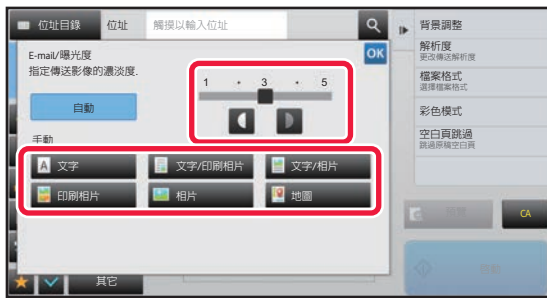 位址目錄 位址 觸摸以輸入位址
背景調整
解析度
更改傳送解析度
檔案格式
選擇檔案格式
彩色模式
空白頁跳過
跳過原稿空白頁
CA
E-mail/曝光度
OK
指定傳送影像的濃淡度.
1 • 3 • 5
自動
手動
A 文字 文字/印刷相片 文字/相片
印刷相片 相片 地圖
其它